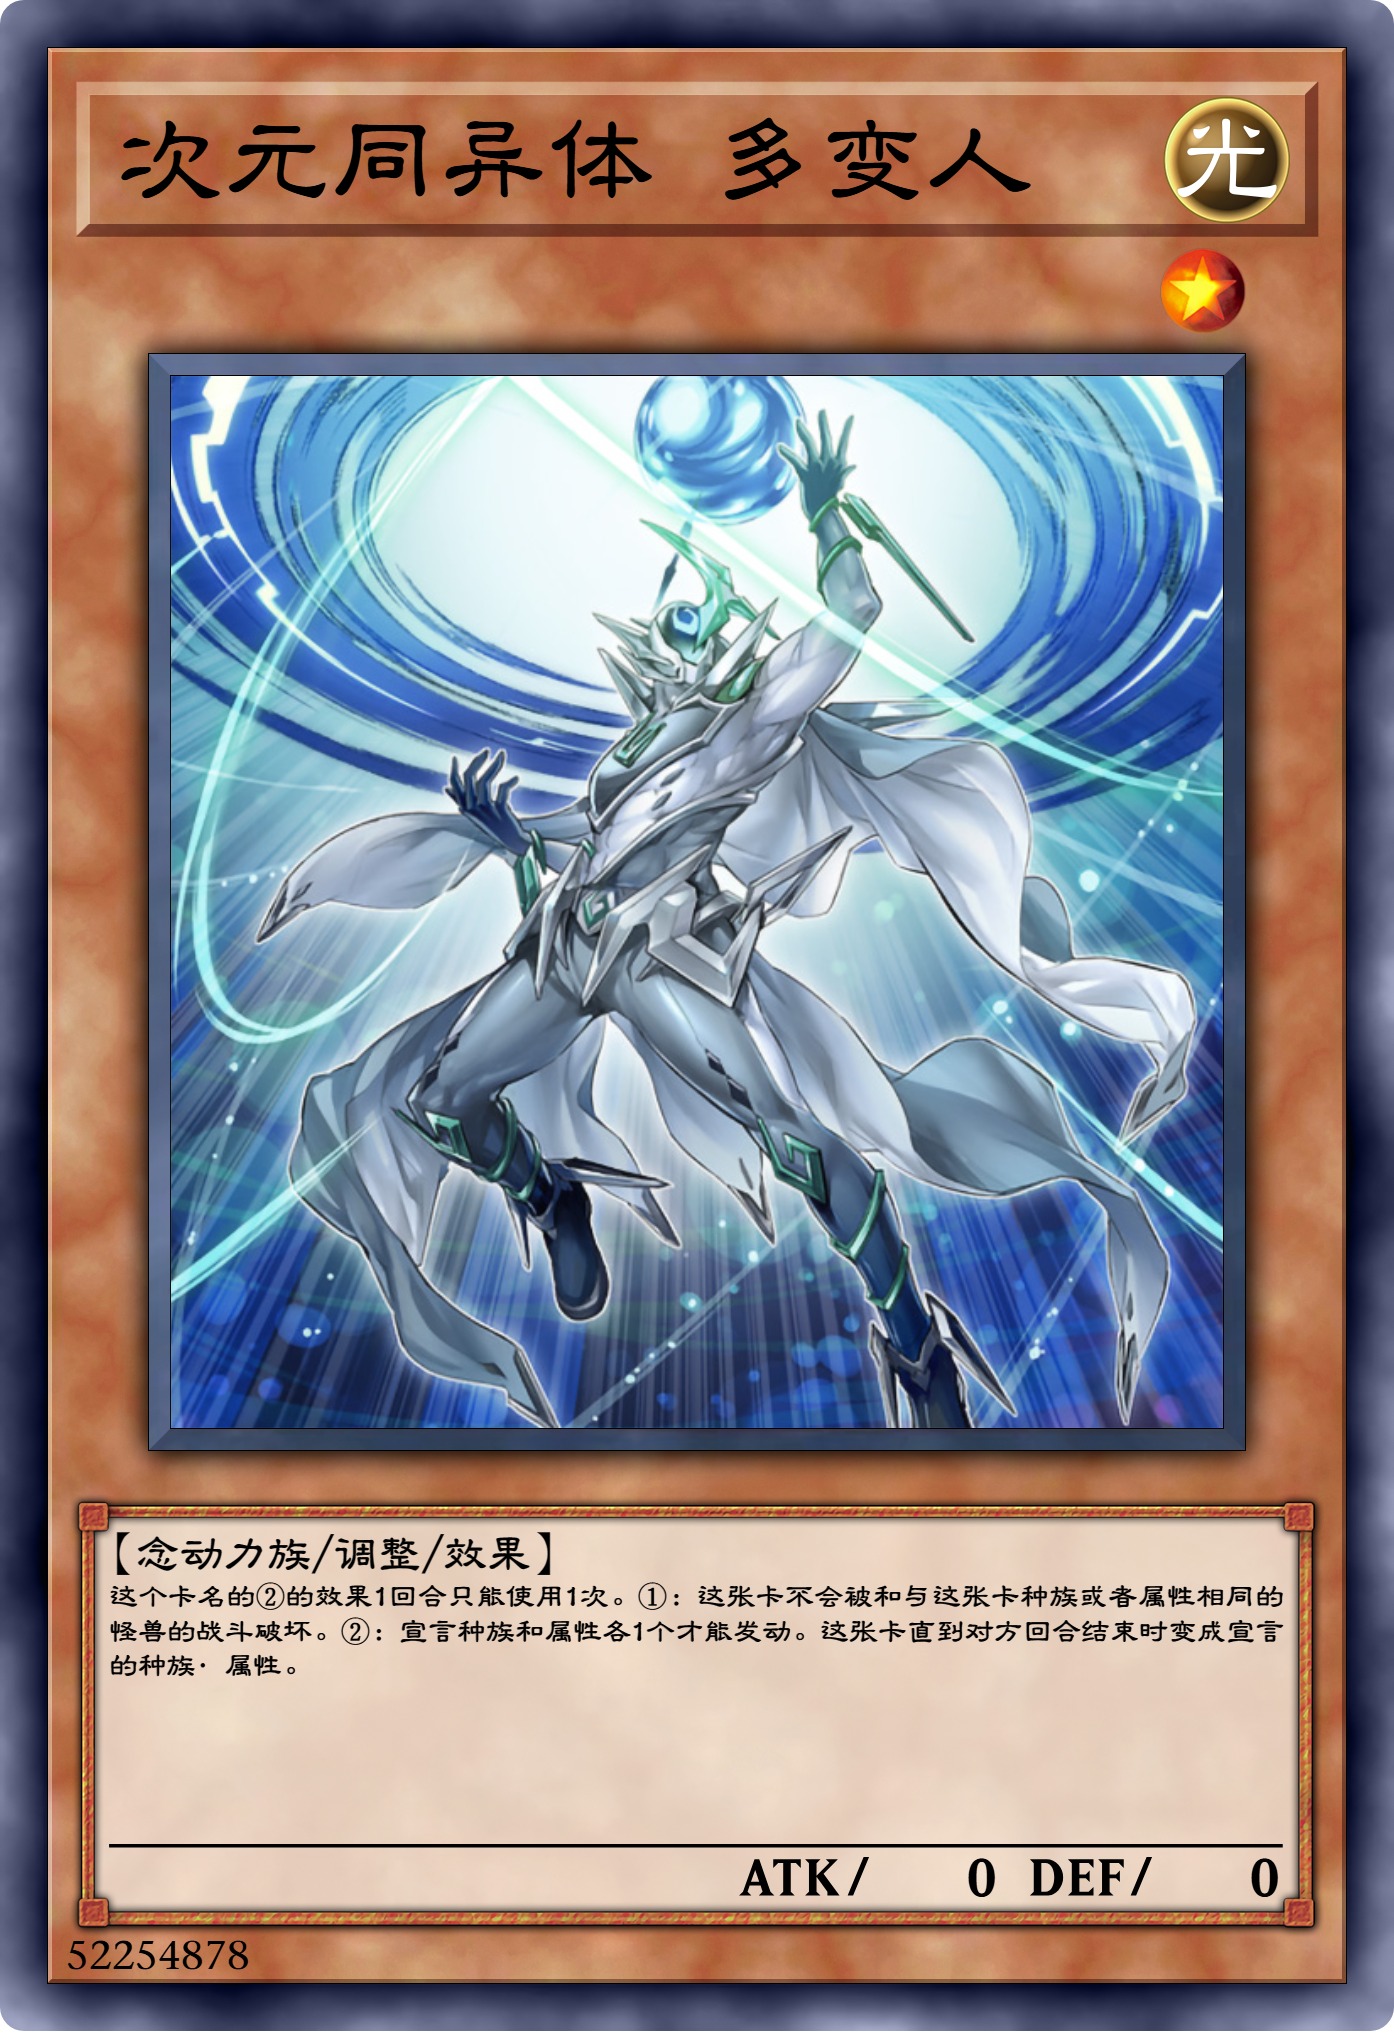 次元同异体 多变人
光
【念动力族/调整/效果】
这个卡名的②的效果1回合只能使用1次。①：这张卡不会被和与这张卡种族或者属性相同的
怪兽的战斗破坏。②：宣言种族和属性各1个才能发动。这张卡直到对方回合结束时变成宣言
的种族·属性。
ATK/ 0 DEF/ 0
52254878